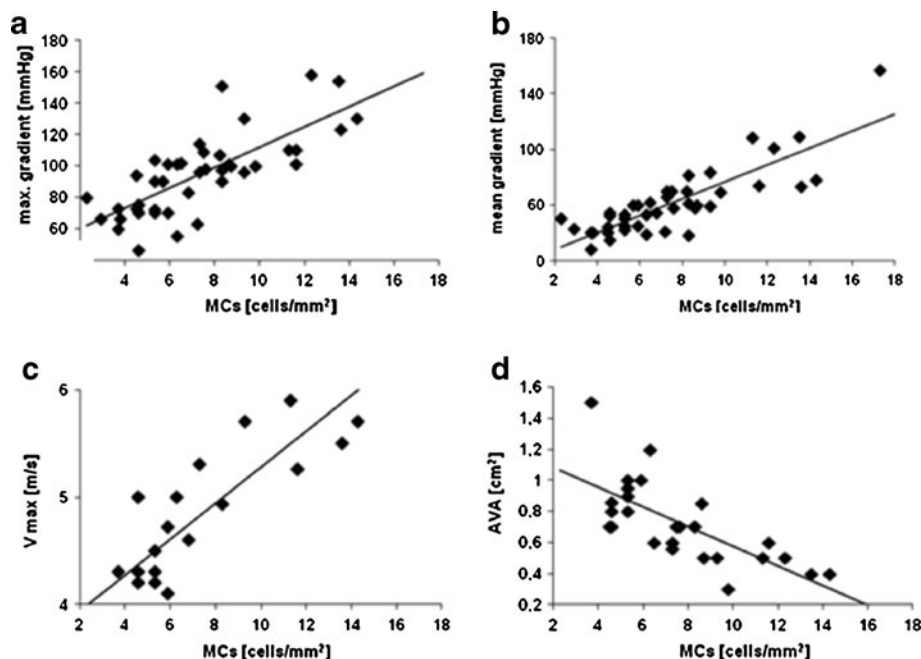 a
max. gradient [mmHg]
180
160
140
120
100
80
60
4 6 8 10 12 14 16 18
MCs [cells/mm²]
b
mean gradient [mmHg]
180
140
100
60
0
2 4 6 8 10 12 14 16 18
MCs [cells/mm²]
c
V max [m/s]
6
5
4
2 4 6 8 10 12 14 16 18
MCs [cells/mm²]
d
AVA [cm²]
1.6
1.4
1.2
1
0.8
0.6
0.4
0.2
2 4 6 8 10 12 14 16 18
MCs [cells/mm²]